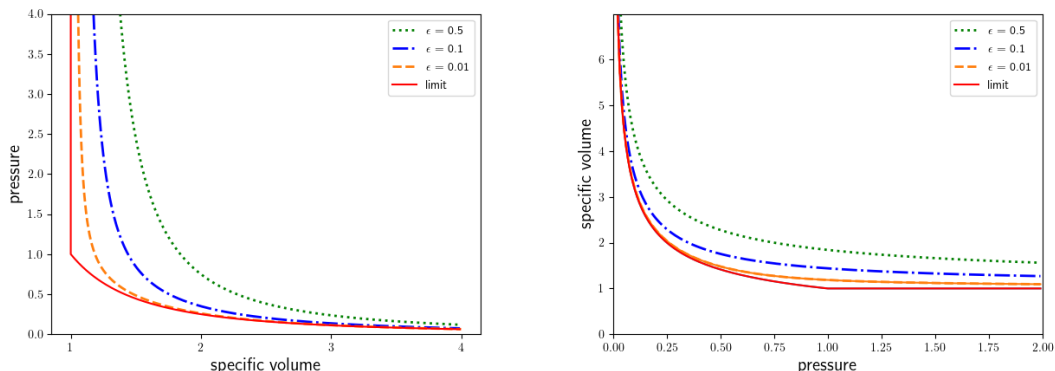 4.0
3.5
3.0
2.5
2.0
1.5
1.0
0.5
0.0
pressure
1 2 3 4
specific volume
ϵ = 0.5
ϵ = 0.1
ϵ = 0.01
limit
6
5
4
3
2
1
0
specific volume
0.00 0.25 0.50 0.75 1.00 1.25 1.50 1.75 2.00
pressure
ϵ = 0.5
ϵ = 0.1
ϵ = 0.01
limit